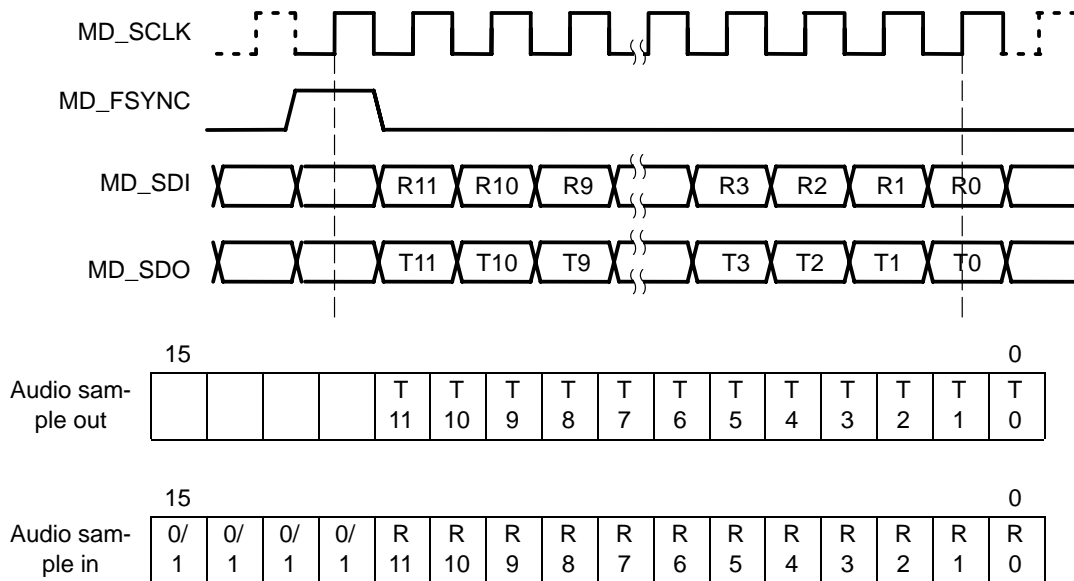 MD_SCLK
MD_FSYNC
MD_SDI R11 R10 R9 R3 R2 R1 R0
MD_SDO T11 T10 T9 T3 T2 T1 T0
15 0
Audio sam- T T T T T T T T T T T T
ple out 11 10 9 8 7 6 5 4 3 2 1 0
15 0
Audio sam- 0/ 0/ 0/ 0/ R R R R R R R R R R R R
ple in 1 1 1 1 11 10 9 8 7 6 5 4 3 2 1 0